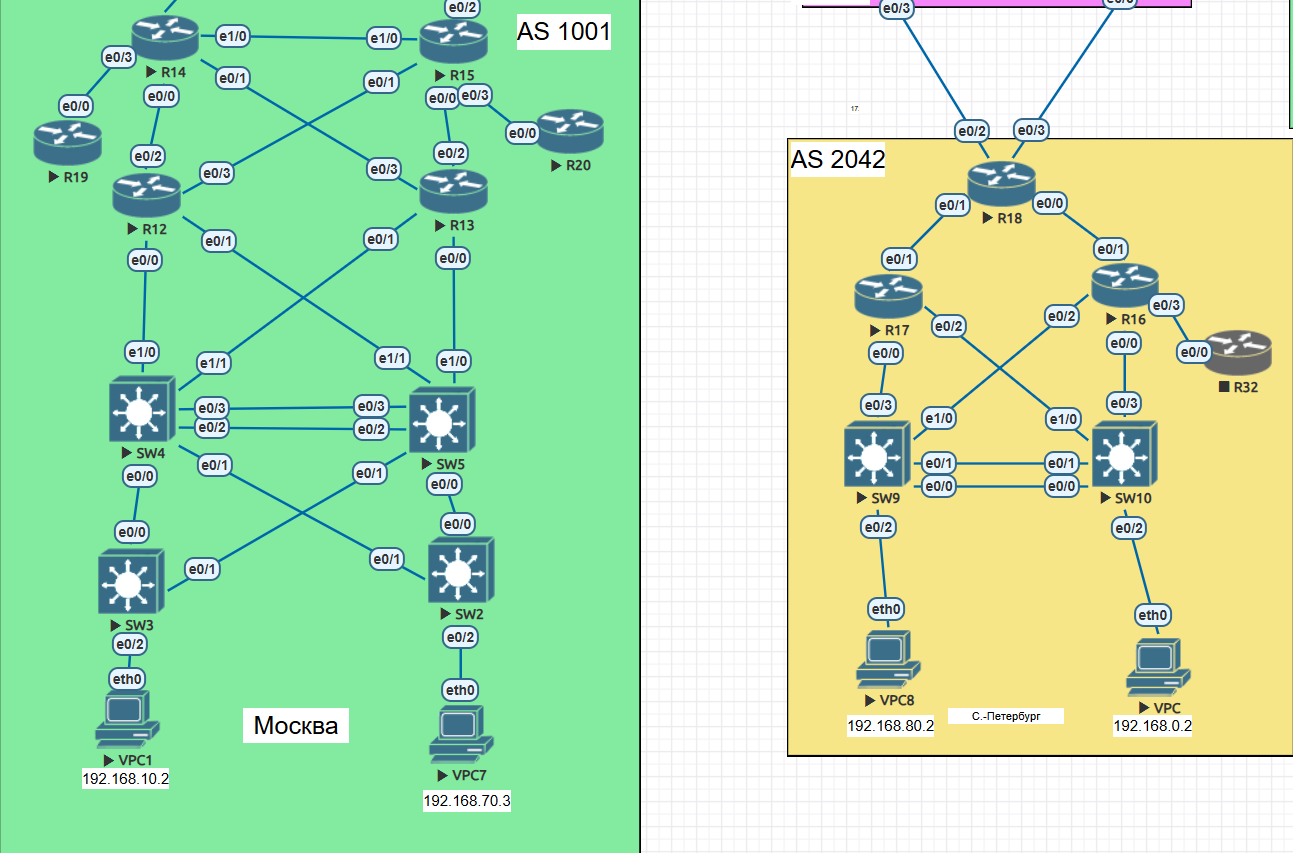 e0/2
AS 1001
e1/0
e1/0
R14
R15
e0/3
e0/1
e0/1
e0/0
e0/0
e0/0
e0/3
e0/0
R19
R20
e0/2
e0/2
e0/3
e0/3
R12
R13
e0/1
e0/1
e0/0
e0/0
e1/0
e1/1
e1/1
e1/0
e0/3
e0/3
e0/2
e0/2
SW4
SW5
e0/1
e0/1
e0/0
e0/0
e0/0
e0/0
e0/1
e0/1
SW3
SW2
e0/2
e0/2
eth0
eth0
Москва
VPC1
192.168.10.2
VPC7
192.168.70.3
e0/3
17.
e0/2
e0/3
AS 2042
R18
e0/1
e0/0
e0/1
e0/1
R17
R16
e0/2
e0/2
e0/3
e0/0
e0/0
e0/0
R32
e0/3
e0/3
e1/0
e1/0
e0/1
e0/1
e0/0
e0/0
SW9
SW10
e0/2
e0/2
eth0
eth0
VPC8
VPC
192.168.80.2
С.-Петербург
192.168.0.2